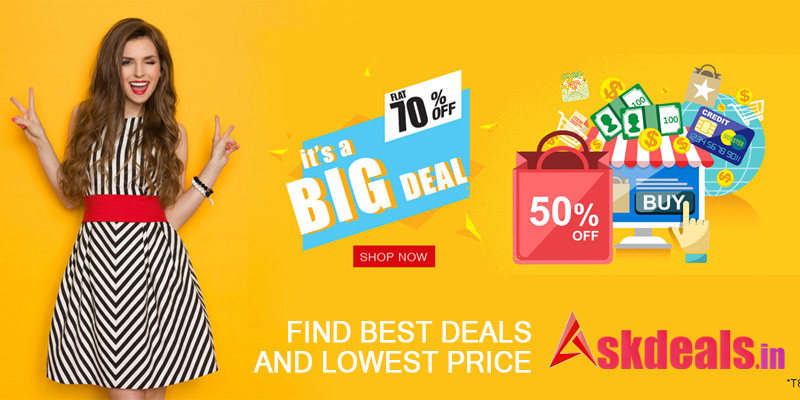 FLAT
70% OFF
it's a
BIG DEAL
SHOP NOW
100
100
CREDIT
50%
OFF
BUY
FIND BEST DEALS
AND LOWEST PRICE
Askdeals.in